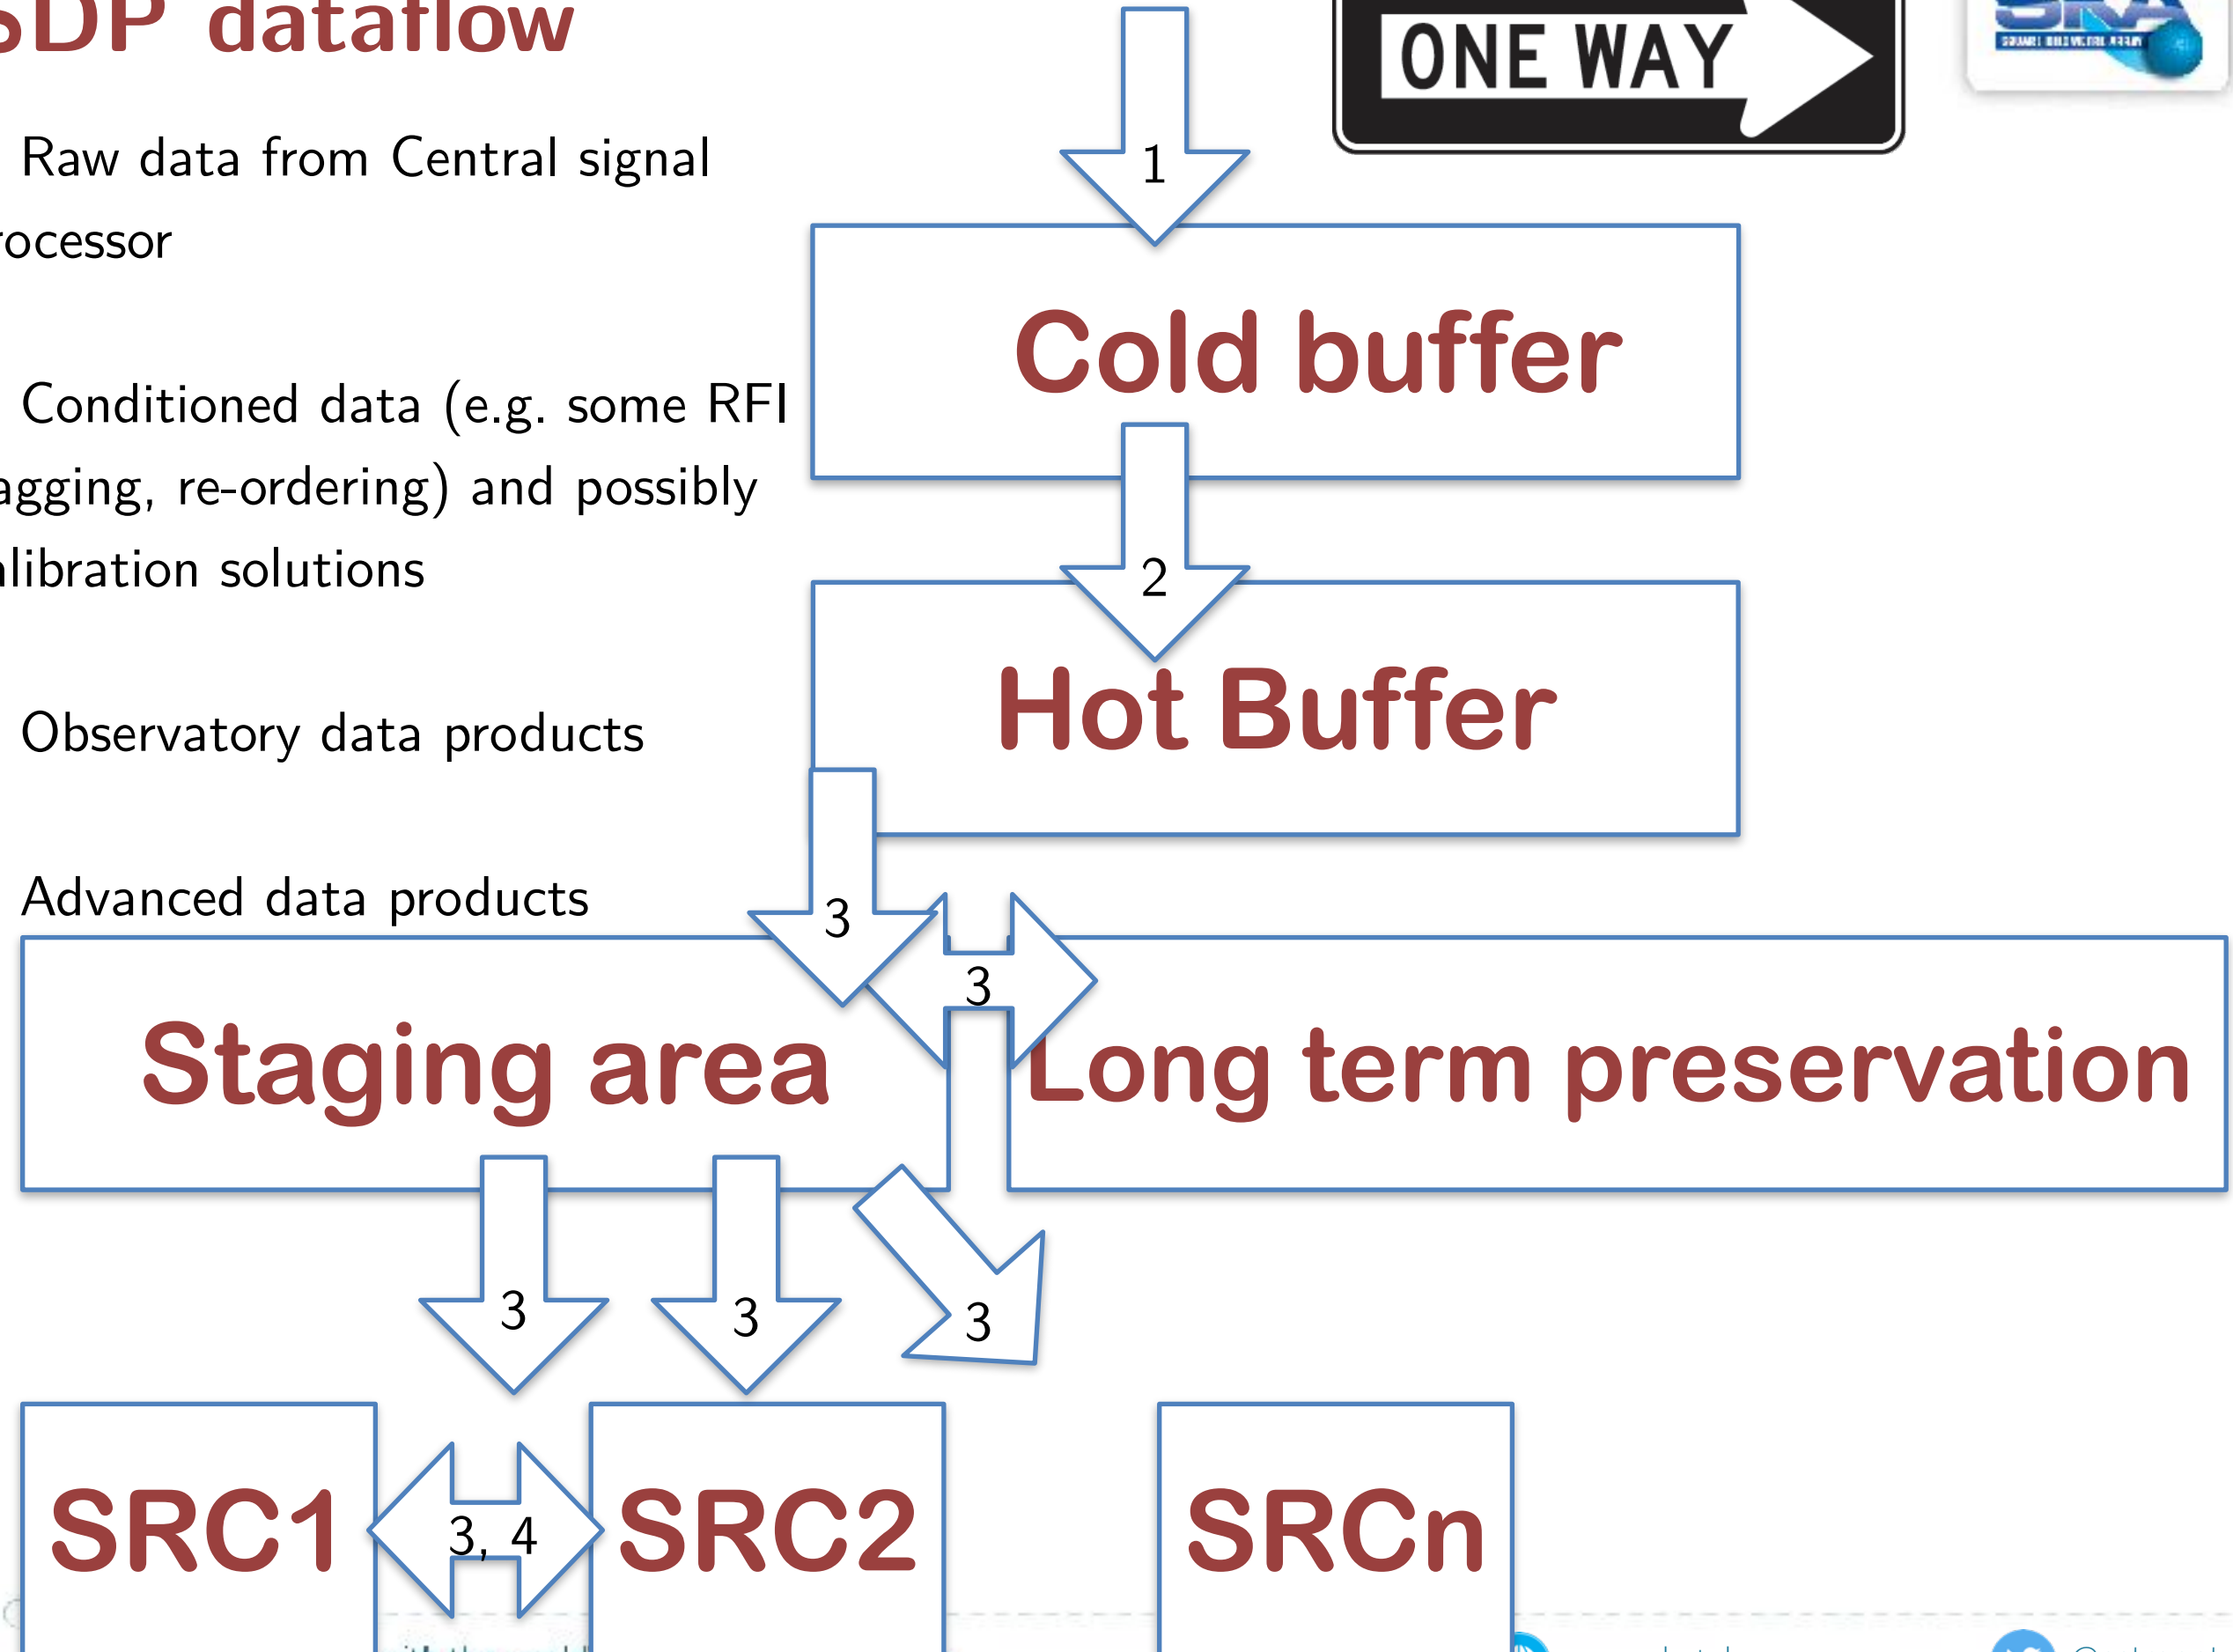 SDP dataflow
ONE WAY
Raw data from Central signal
rocessor
1
Cold buffer
Conditioned data (e.g. some RFI
agging, re-ordering) and possibly
alibration solutions
2
Hot Buffer
Observatory data products
Advanced data products
3
3
Staging area
Long term preservation
3
3
3
SRC1
3, 4
SRC2
SRCn